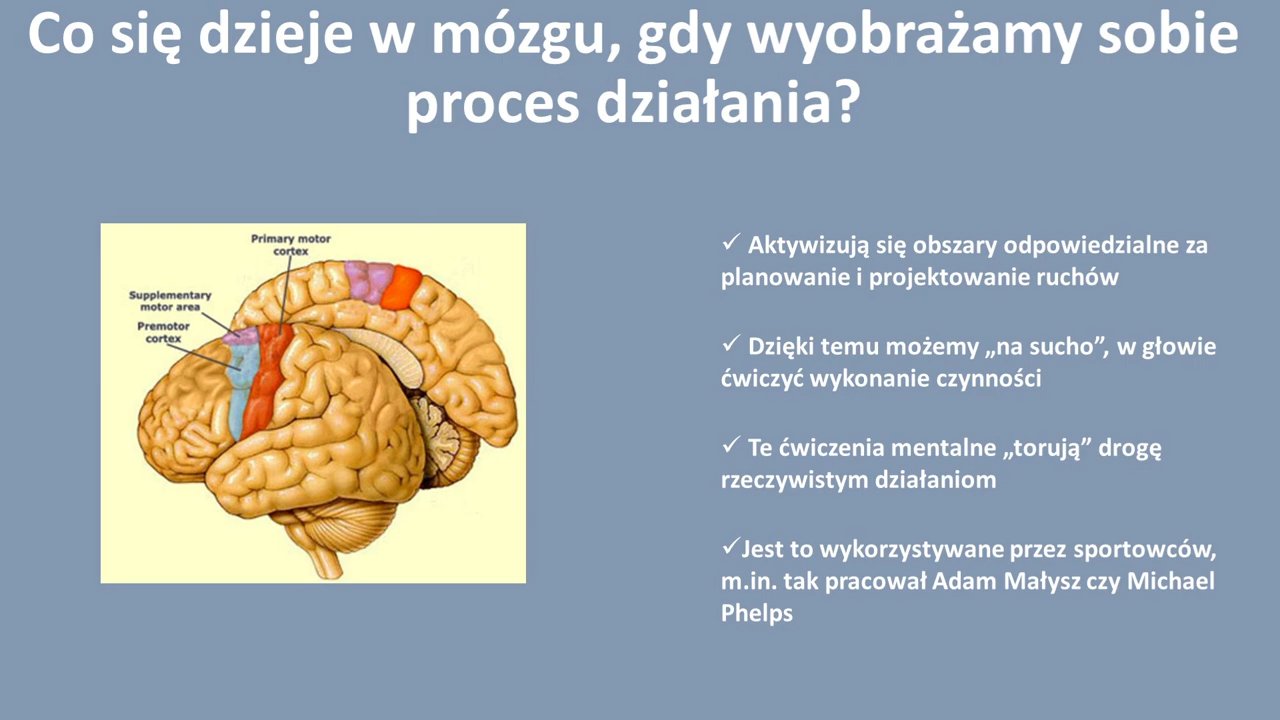 Co się dzieje w mózgu, gdy wyobrażamy sobie
proces działania?
Primary motor
cortex
Supplementary
motor area
Premotor
cortex
✓ Aktywizują się obszary odpowiedzialne za
planowanie i projektowanie ruchów
✓ Dzięki temu możemy „na sucho”, w głowie
ćwiczyć wykonanie czynności
✓ Te ćwiczenia mentalne „torują” drogę
rzeczywistym działaniom
✓Jest to wykorzystywane przez sportowców,
m.in. tak pracował Adam Małysz czy Michael
Phelps